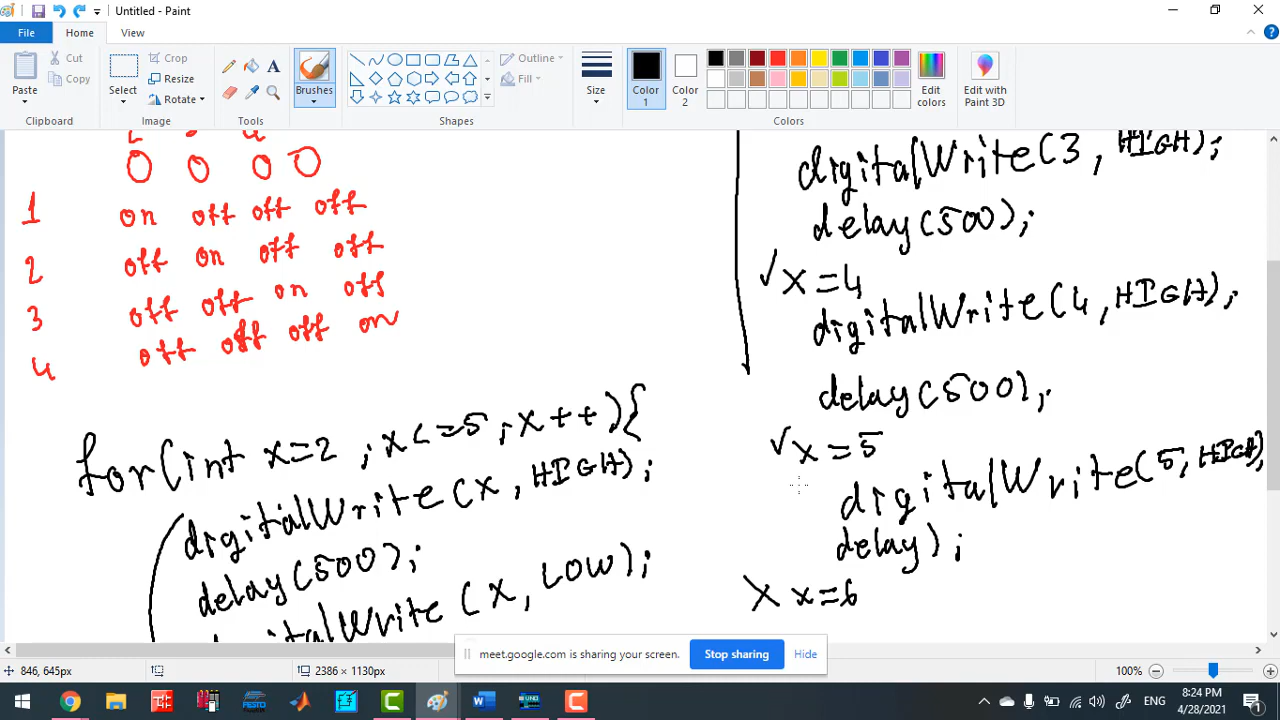 Untitled - Paint
File
Home
View
Paste
Cut
Copy
Clipboard
Select
Crop
Resize
Rotate
Image
Tools
Brushes
Shapes
Outline
Fill
Size
Color 1
Color 2
Colors
Edit colors
Edit with Paint 3D
1 on off off off
2 off on off off
3 off off on off
4 off off off on
for(int x=2 ; x<=5 ; x++){
digitalWrite(x, HIGH);
delay(500);
digitalWrite(x, LOW);
digitalWrite(3, HIGH);
delay(500);
✓ x=4
digitalWrite(4, HIGH);
delay(500);
✓ x=5
digitalWrite(5, HIGH),
delay);
X x=6
meet.google.com is sharing your screen.
Stop sharing
Hide
846, 645px
2386 × 1130px
100%
ENG
8:24 PM
4/28/2021